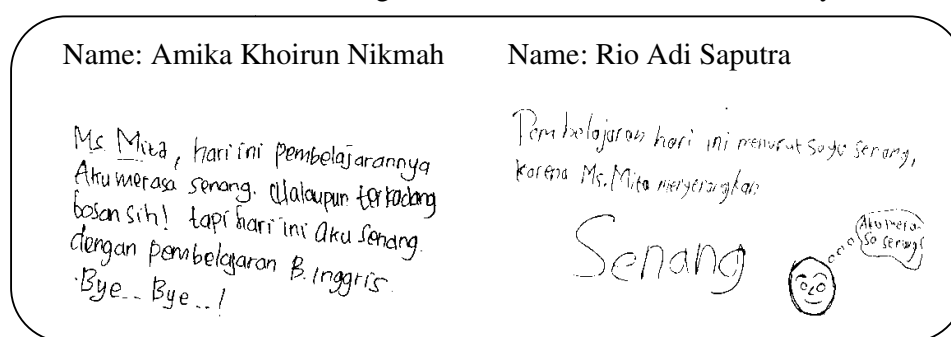 Name: Amika Khoirun Nikmah
Ms. Mita, hari ini pembelajarannya
Aku merasa senang. Walaupun terkadang
bosan sih! tapi hari ini aku senang
dengan pembelajaran B. Inggris.
Bye.. Bye..!
Name: Rio Adi Saputra
Pembelajaran hari ini menurut saya senang,
karena Ms. Mita menyenangkan
Senang
Aku mera-
sa senang